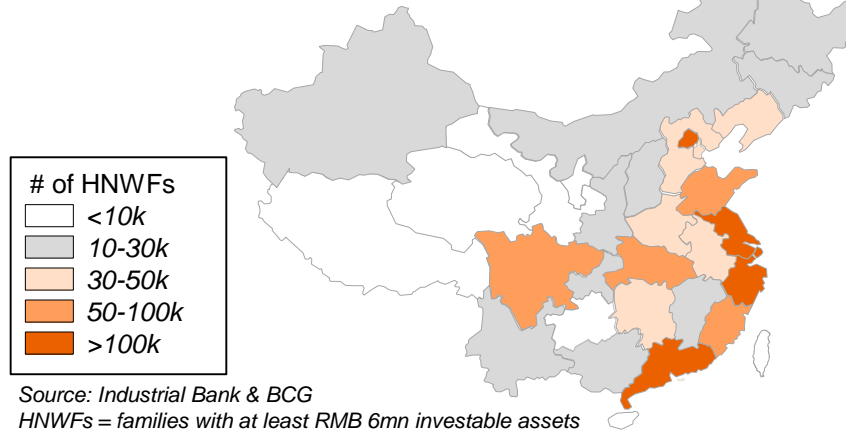 # of HNWFs
<10k
10-30k
30-50k
50-100k
>100k
Source: Industrial Bank & BCG
HNWFs = families with at least RMB 6mn investable assets